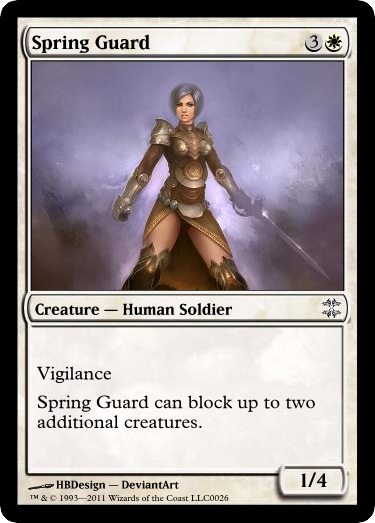 Spring Guard 3
Creature — Human Soldier
Vigilance
Spring Guard can block up to two
additional creatures.
HBDesign — DeviantArt
1/4
™ & © 1993—2011 Wizards of the Coast LLC0026